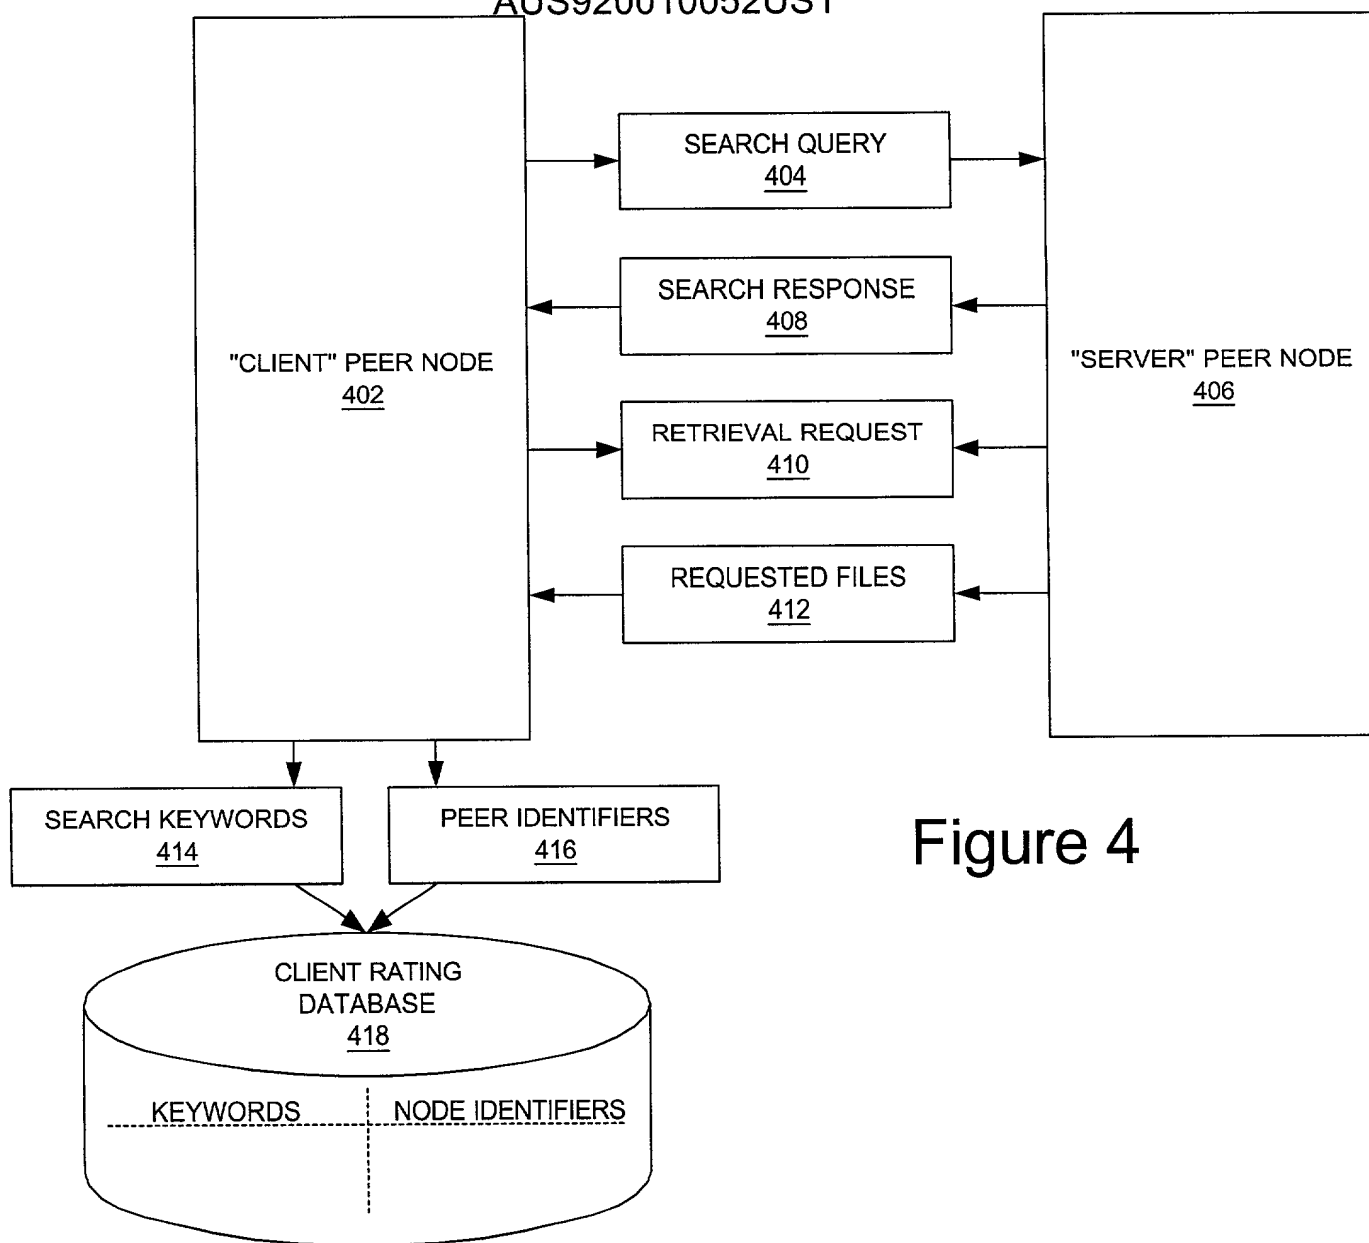 AUS920010052US1
SEARCH QUERY
404
SEARCH RESPONSE
408
"CLIENT" PEER NODE
402
"SERVER" PEER NODE
406
RETRIEVAL REQUEST
410
REQUESTED FILES
412
SEARCH KEYWORDS
414
PEER IDENTIFIERS
416
Figure 4
CLIENT RATING
DATABASE
418
KEYWORDS
NODE IDENTIFIERS